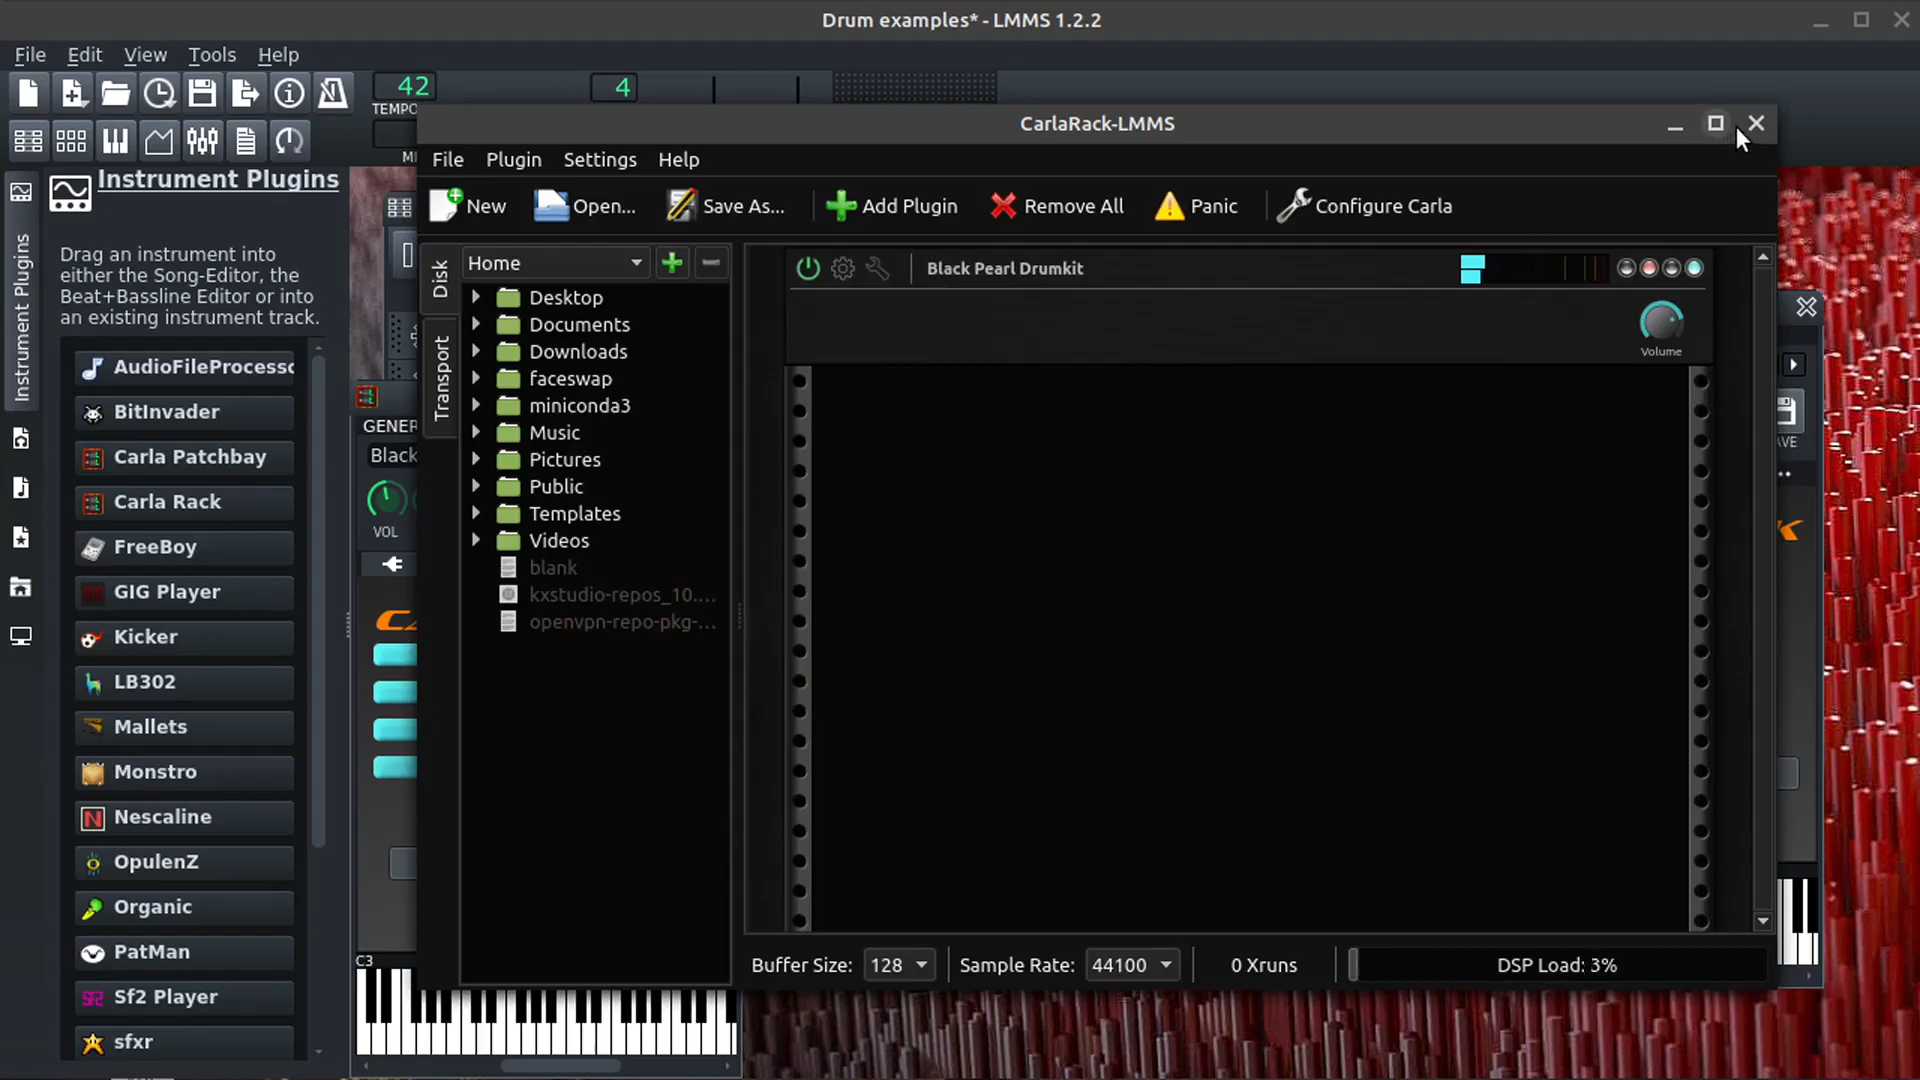 Drum examples* - LMMS 1.2.2
File Edit View Tools Help
42
4
TEMPO
CarlaRack-LMMS
File Plugin Settings Help
Instrument Plugins
New Open... Save As... Add Plugin Remove All Panic Configure Carla
Drag an instrument into
either the Song-Editor, the
Beat+Bassline Editor or into
an existing instrument track.
Instrument Plugins
Disk
Transport
Home
Desktop
Documents
Downloads
faceswap
miniconda3
Music
Pictures
Public
Templates
Videos
blank
kxstudio-repos_10....
openvpn-repo-pkg-...
Black Pearl Drumkit
Volume
AudioFileProcesso
BitInvader
Carla Patchbay
Carla Rack
FreeBoy
GIG Player
Kicker
LB302
Mallets
Monstro
Nescaline
OpulenZ
Organic
PatMan
Sf2 Player
sfxr
GENER
Black
VOL
C3
Buffer Size: 128 Sample Rate: 44100 0 Xruns DSP Load: 3%